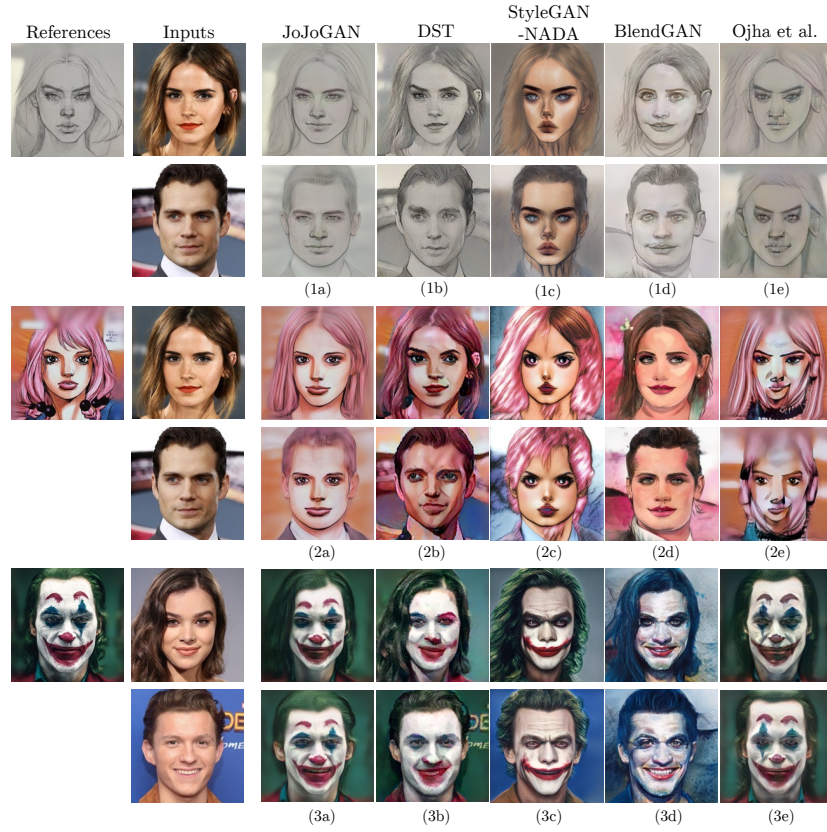 References
Inputs
JoJoGAN
DST
StyleGAN
-NADA
BlendGAN
Ojha et al.
(1a)
(1b)
(1c)
(1d)
(1e)
(2a)
(2b)
(2c)
(2d)
(2e)
(3a)
(3b)
(3c)
(3d)
(3e)